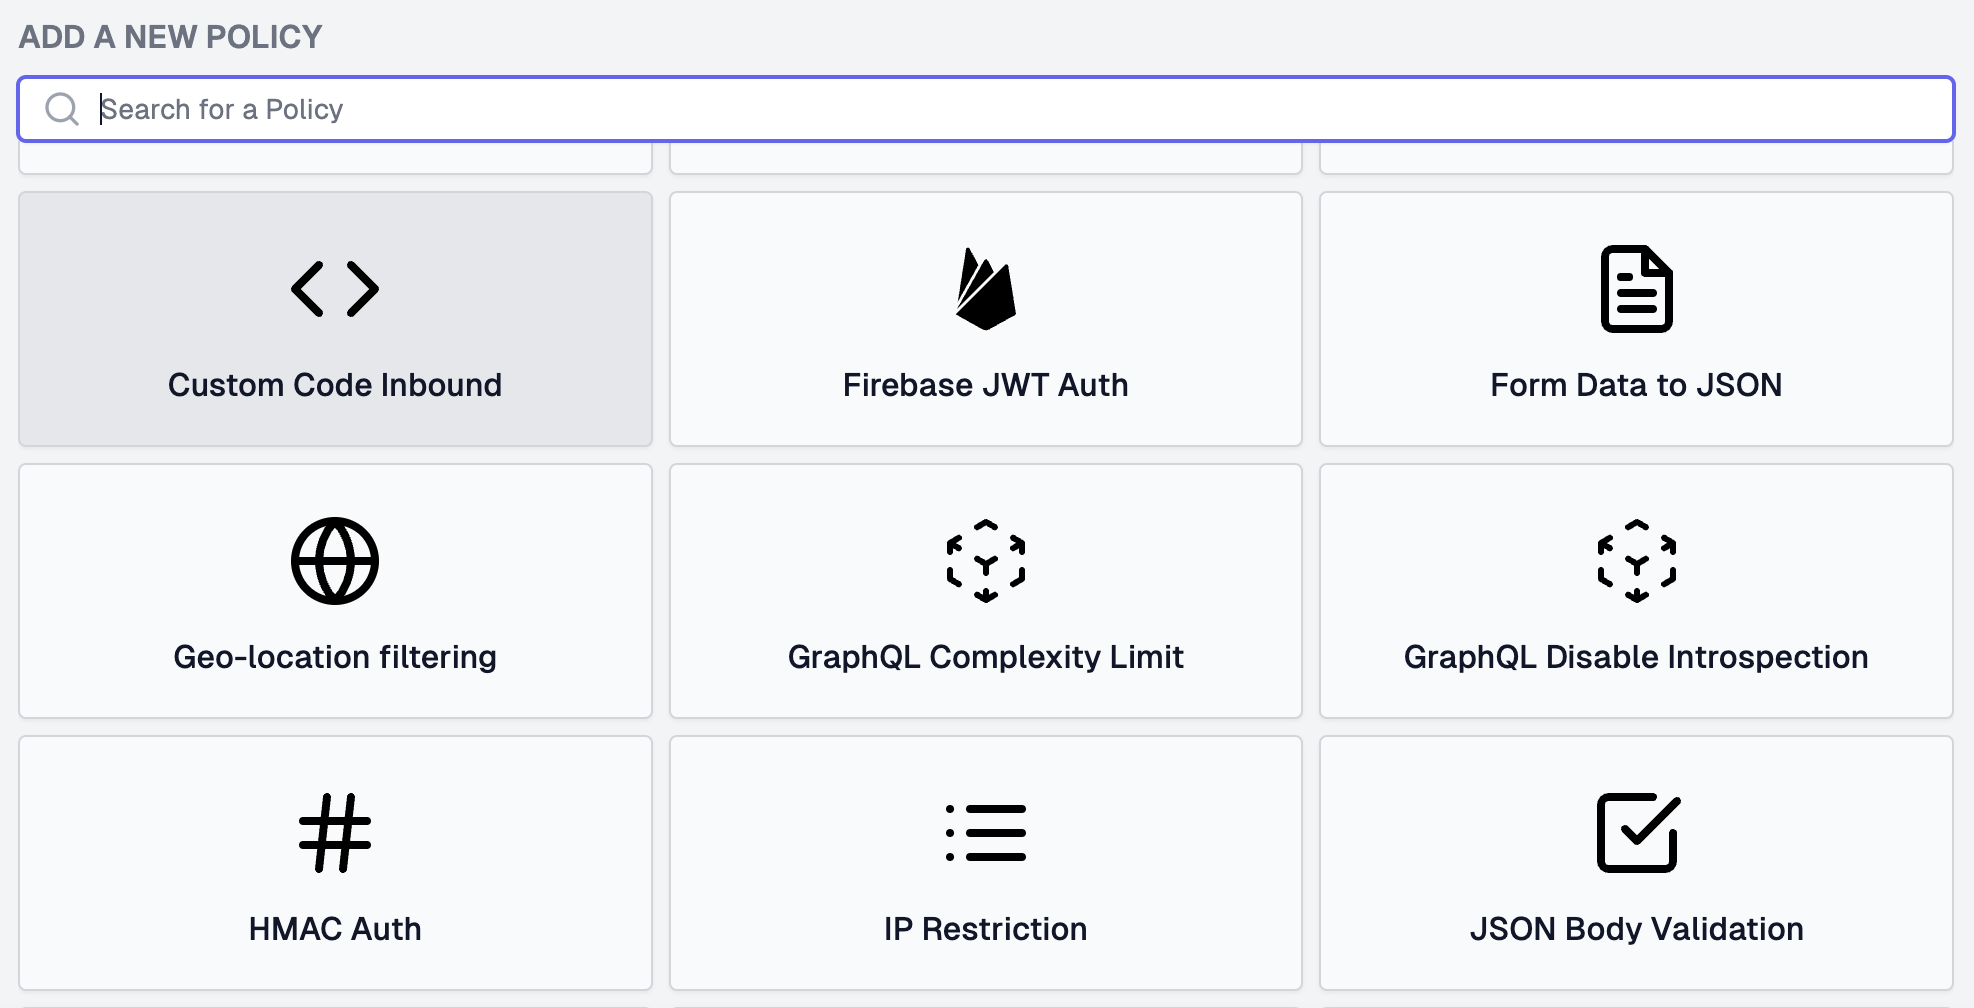 ADD A NEW POLICY
Search for a Policy
Custom Code Inbound
Firebase JWT Auth
Form Data to JSON
Geo-location filtering
GraphQL Complexity Limit
GraphQL Disable Introspection
HMAC Auth
IP Restriction
JSON Body Validation